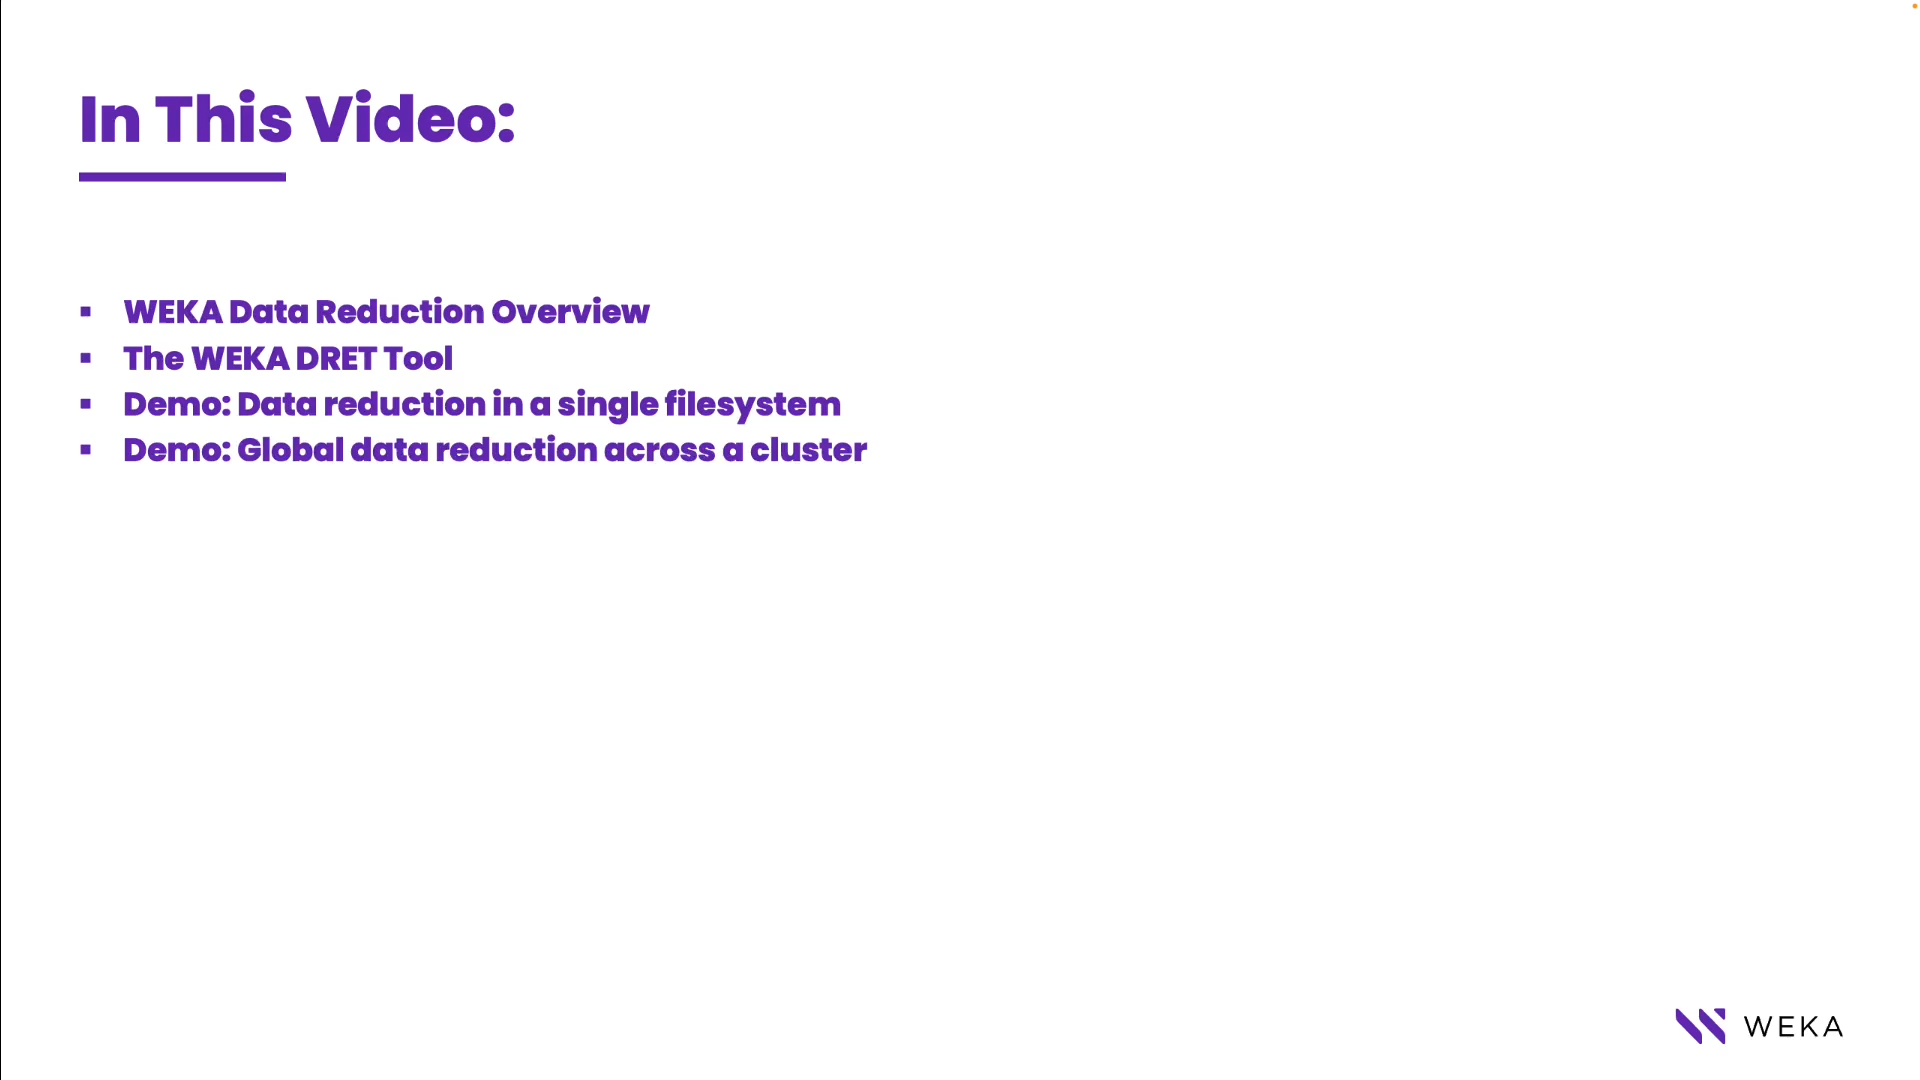 In This Video:
▪ WEKA Data Reduction Overview
▪ The WEKA DRET Tool
▪ Demo: Data reduction in a single filesystem
▪ Demo: Global data reduction across a cluster
WEKA